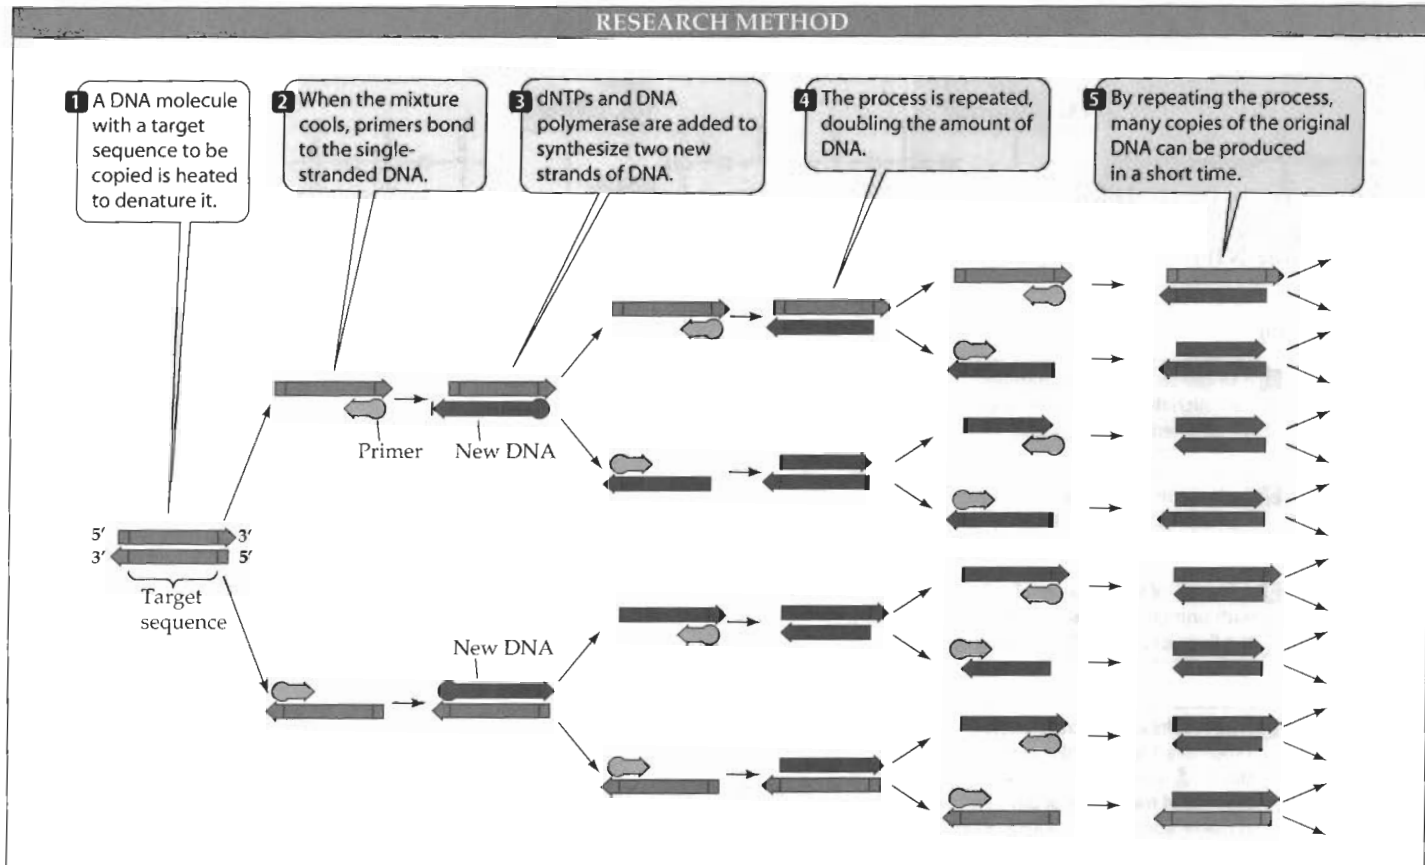 RESEARCH METHOD
1 A DNA molecule
with a target
sequence to be
copied is heated
to denature it.
2 When the mixture
cools, primers bond
to the single-
stranded DNA.
3 dNTPs and DNA
polymerase are added to
synthesize two new
strands of DNA.
4 The process is repeated,
doubling the amount of
DNA.
5 By repeating the process,
many copies of the original
DNA can be produced
in a short time.
Primer
New DNA
5′ 3′
3′ 5′
Target
sequence
New DNA